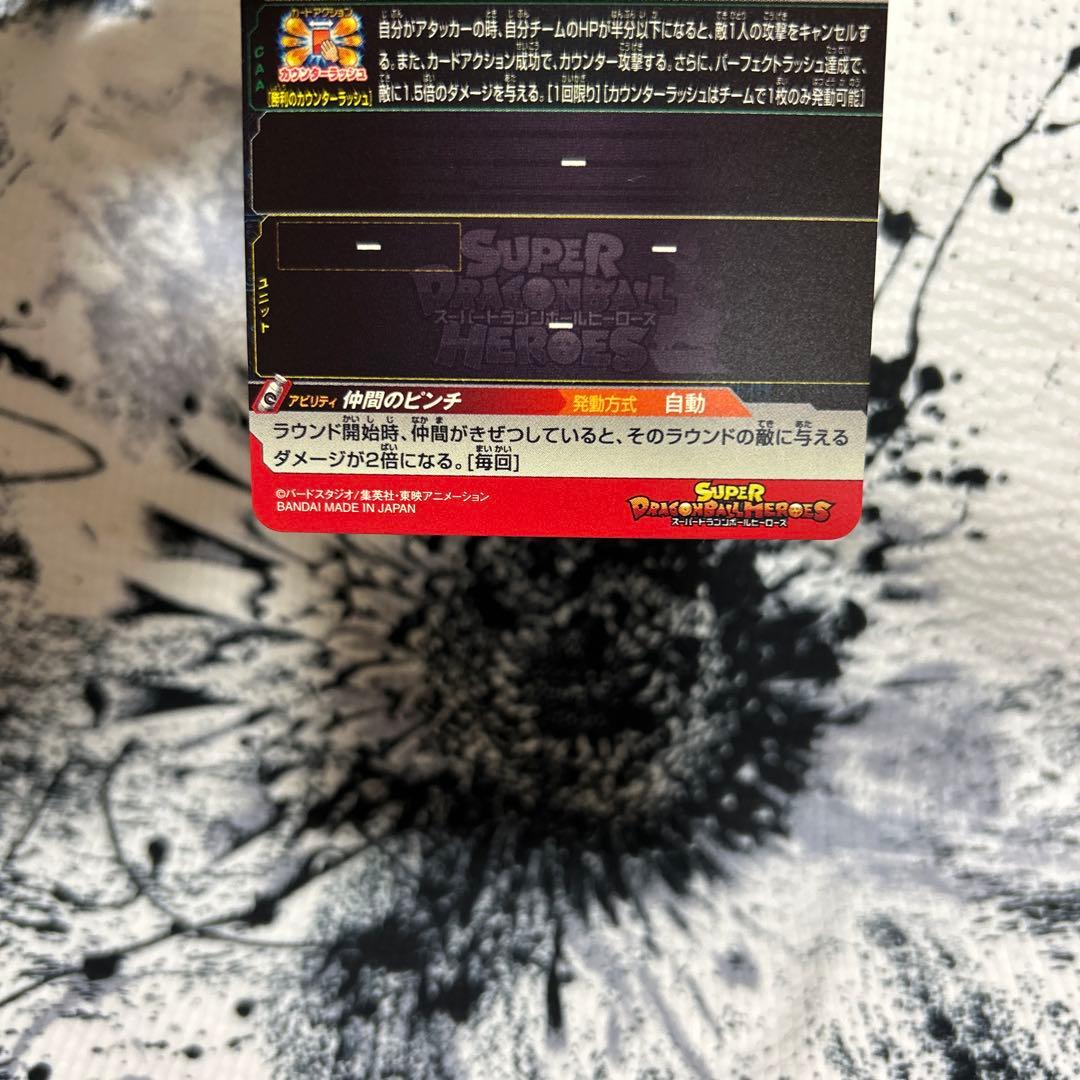 カードアクション
カウンターラッシュ
[勝利のカウンターラッシュ]
CAA
自分がアタッカーの時、自分チームのHPが半分以下になると、敵1人の攻撃をキャンセルす
る。また、カードアクション成功で、カウンター攻撃する。さらに、パーフェクトラッシュ達成で、
敵に1.5倍のダメージを与える。[1回限り][カウンターラッシュはチームで1枚のみ発動可能]
ー
ユニット
ー
ー
ー
SUPER
DRAGONBALL
スーパードラゴンボールヒーローズ
HEROES
アビリティ 仲間のピンチ 発動方式 自動
ラウンド開始時、仲間がきぜつしていると、そのラウンドの敵に与える
ダメージが2倍になる。[毎回]
©バードスタジオ/集英社・東映アニメーション
BANDAI MADE IN JAPAN
SUPER
DRAGONBALL HEROES
スーパードラゴンボールヒーローズ